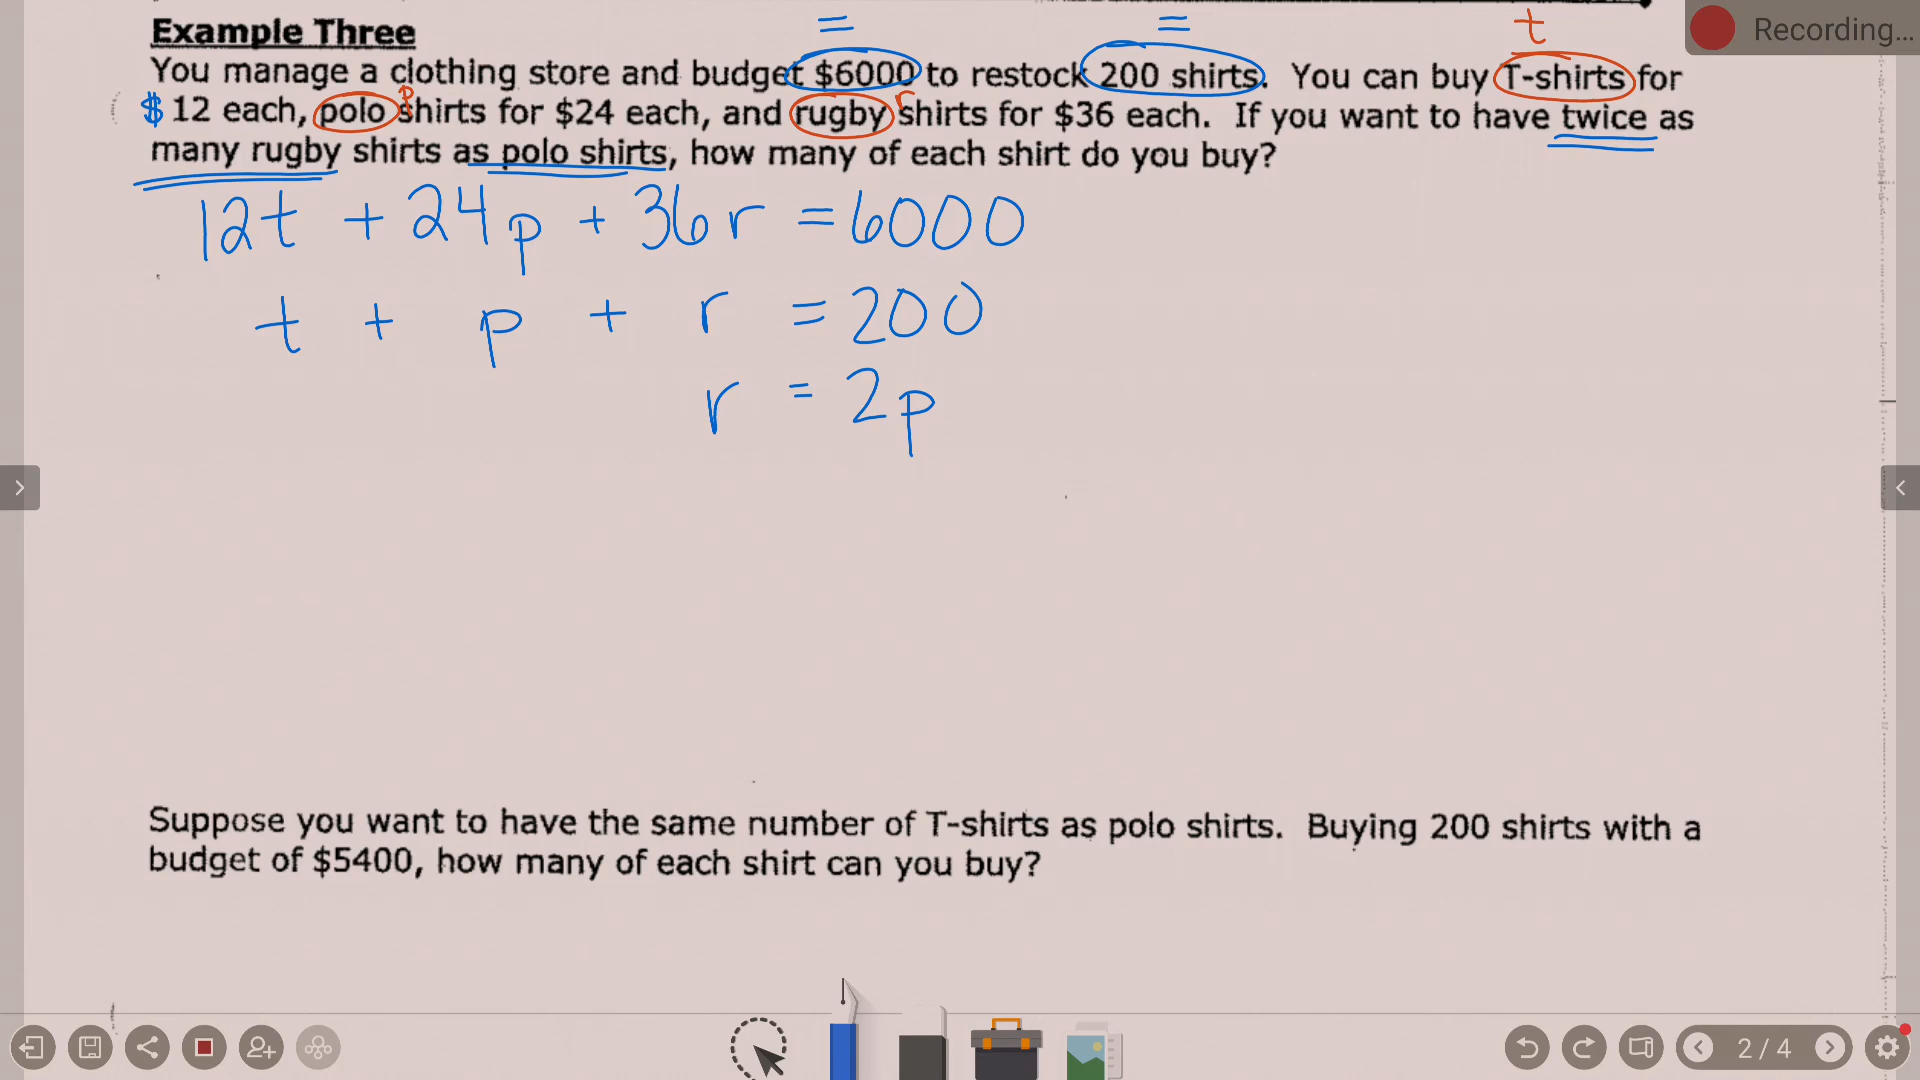 = = t
Recording...
Example Three
You manage a clothing store and budget $6000 to restock 200 shirts. You can buy T-shirts for
$ 12 each, polo p shirts for $24 each, and rugby r shirts for $36 each. If you want to have twice as
many rugby shirts as polo shirts, how many of each shirt do you buy?
12t + 24p + 36r = 6000
t + p + r = 200
r = 2p
Suppose you want to have the same number of T-shirts as polo shirts. Buying 200 shirts with a
budget of $5400, how many of each shirt can you buy?
2 / 4